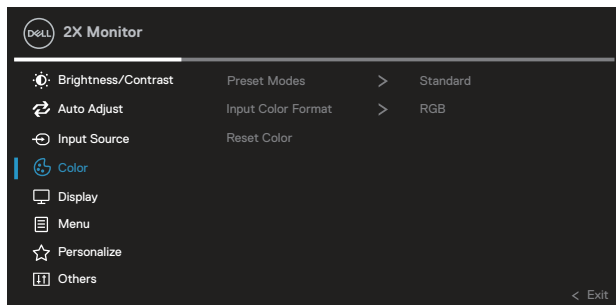 DELL 2X Monitor
Brightness/Contrast Preset Modes > Standard
Auto Adjust Input Color Format > RGB
Input Source Reset Color
Color
Display
Menu
Personalize
Others
< Exit